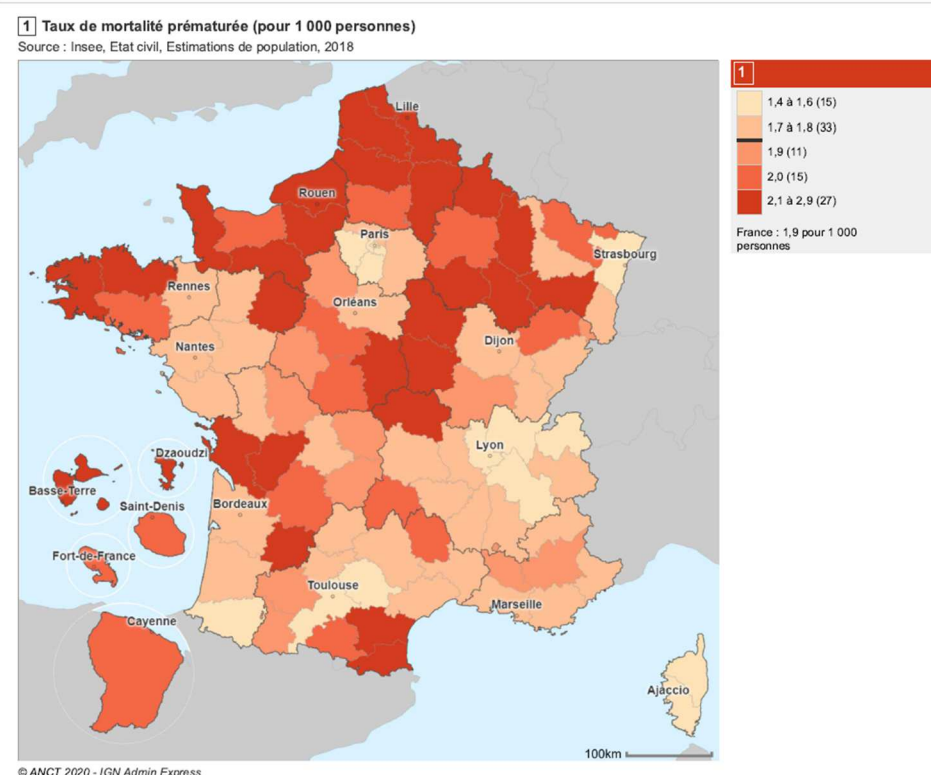 1 Taux de mortalité prématurée (pour 1 000 personnes)
Source : Insee, Etat civil, Estimations de population, 2018
1
1,4 à 1,6 (15)
1,7 à 1,8 (33)
1,9 (11)
2,0 (15)
2,1 à 2,9 (27)
France : 1,9 pour 1 000
personnes
Lille
Rouen
Paris
Strasbourg
Rennes
Orléans
Dijon
Nantes
Lyon
Dzaoudzi
Basse-Terre
Saint-Denis
Bordeaux
Fort-de-France
Toulouse
Marseille
Cayenne
Ajaccio
100km
© ANCT 2020 - IGN Admin Express